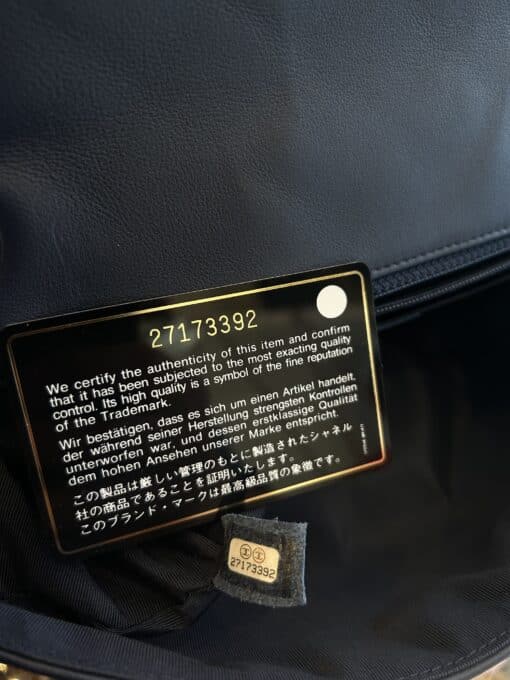 27173392
We certify the authenticity of this item and confirm
that it has been subjected to the most exacting quality
control. Its high quality is a symbol of the fine reputation
of the Trademark.
Wir bestätigen, dass es sich um einen Artikel handelt,
der während seiner Herstellung strengsten Kontrollen
unterworfen war, und dessen erstklassige Qualität
dem hohen Ansehen unserer Marke entspricht.
この製品は厳しい管理のもとに製造されたシャネル
社の商品であることを証明いたします。
このブランド・マークは最高級品質の象徴です。
27173392